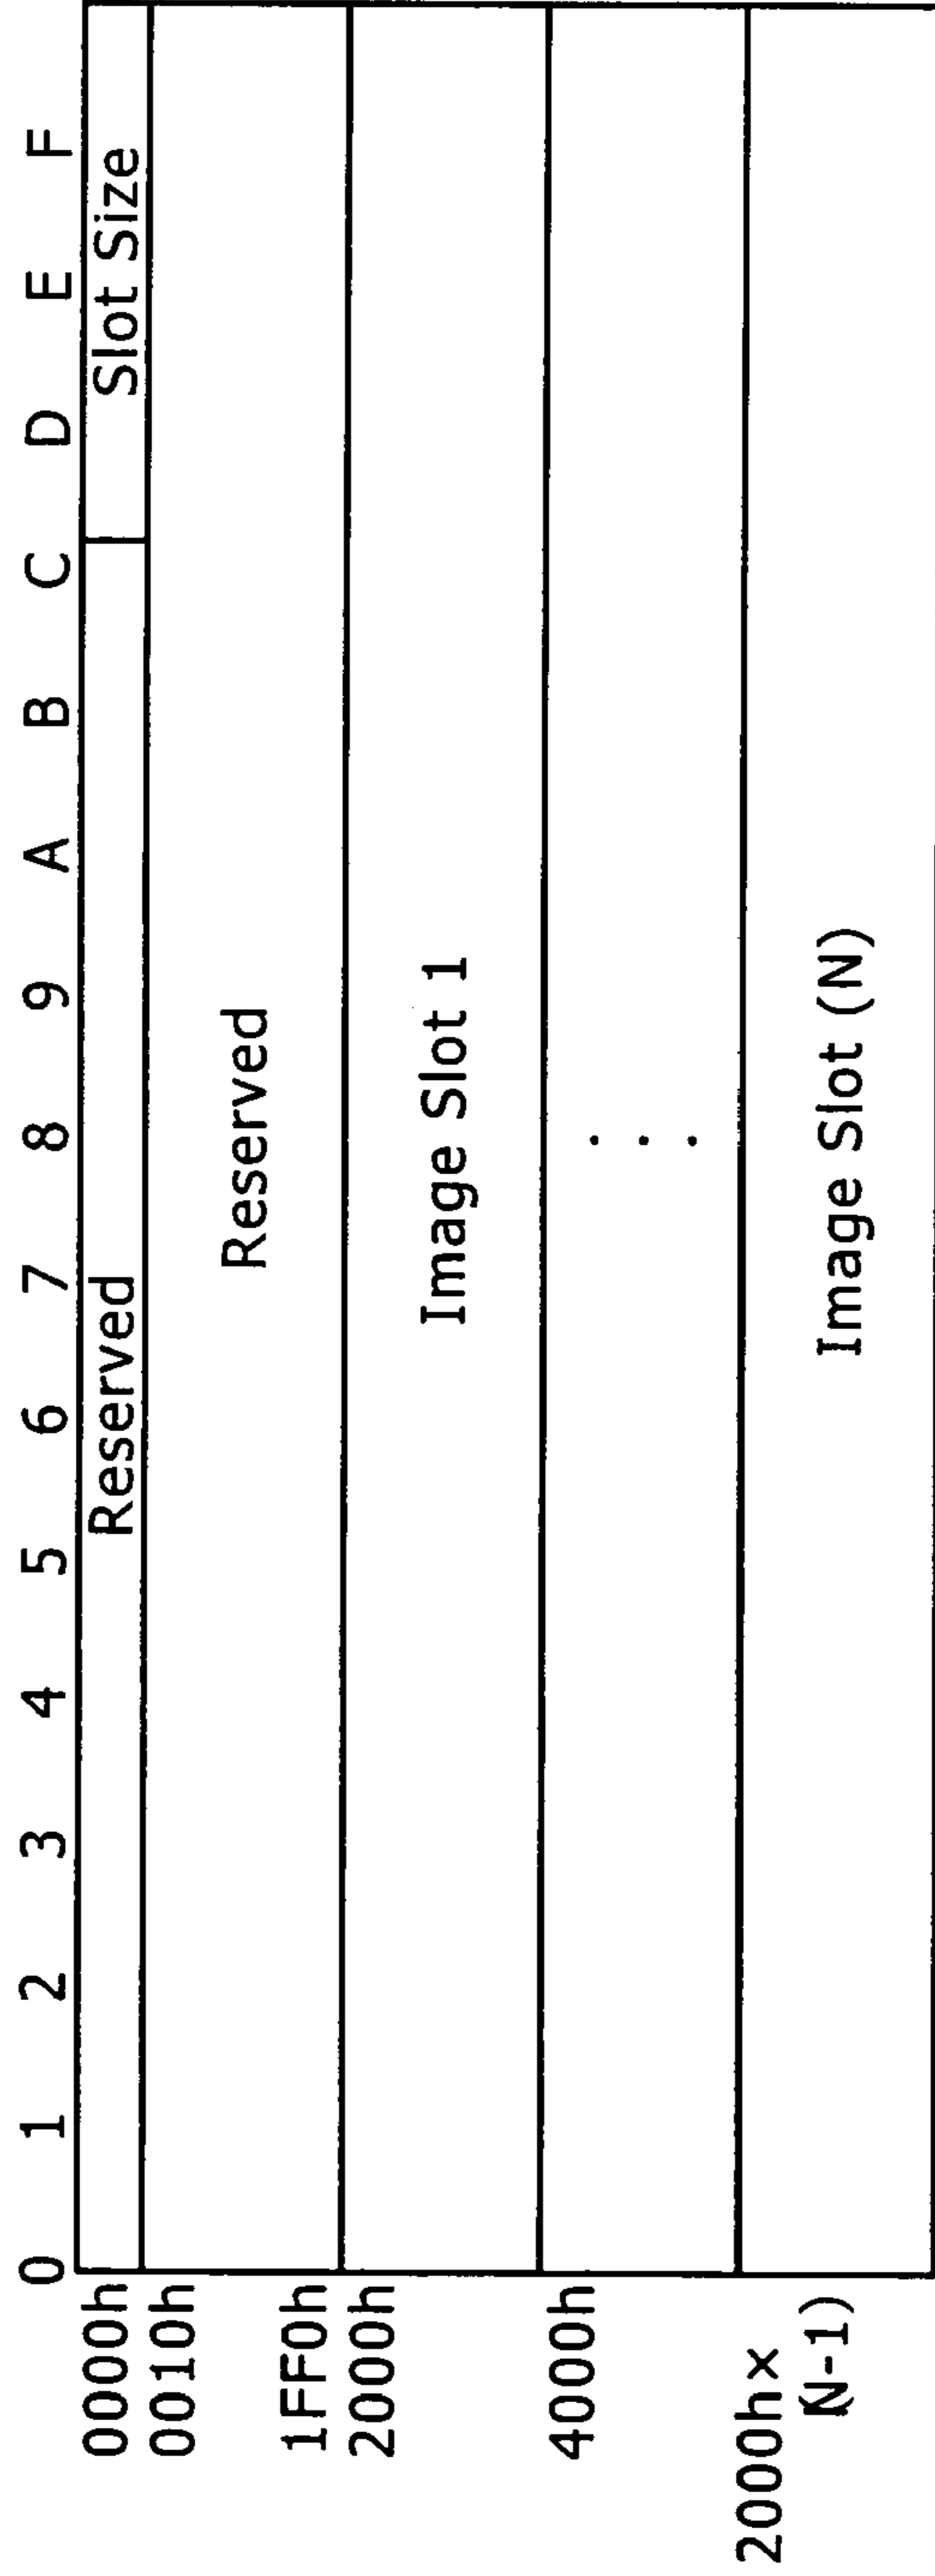 0 1 2 3 4 5 6 7 8 9 A B C D E F
0000h Reserved Slot Size
0010h
Reserved
1FF0h
2000h
Image Slot 1
4000h
2000h×
(N-1)
Image Slot (N)